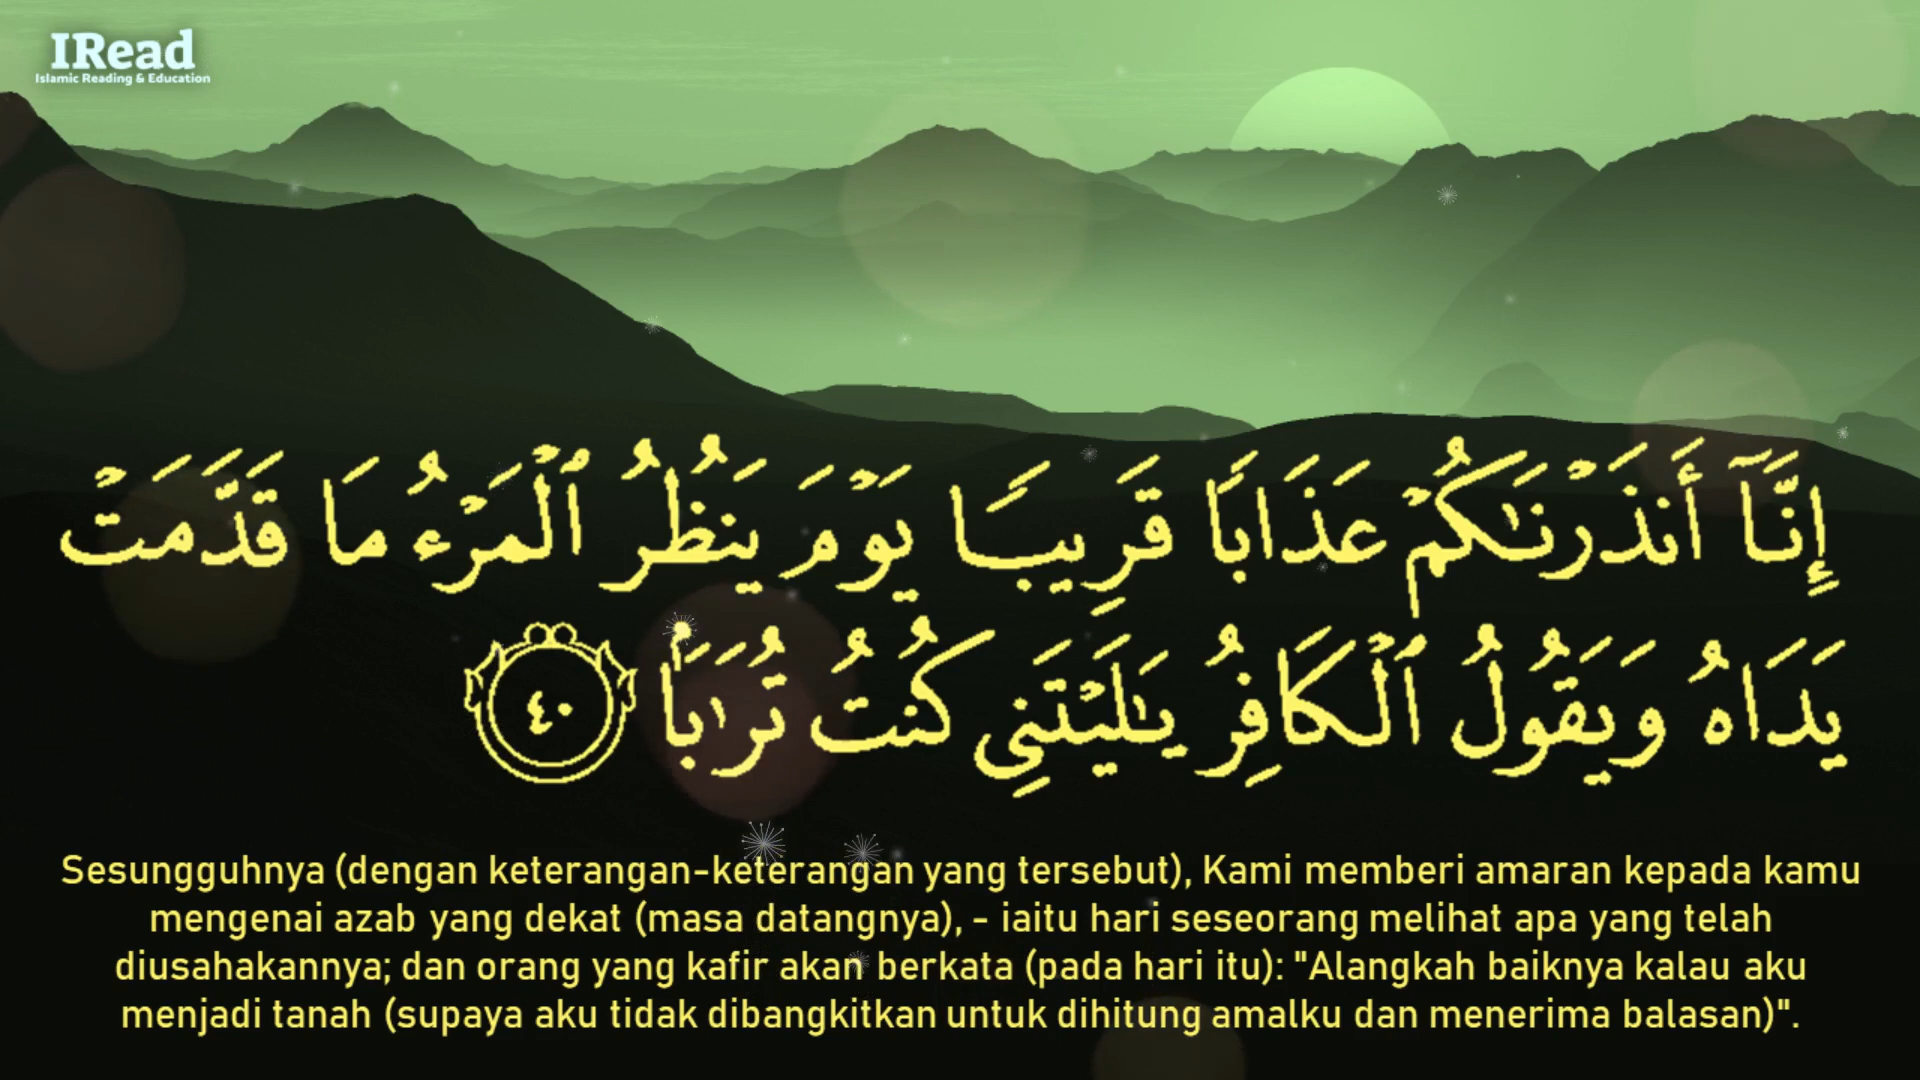 IRead
Islamic Reading & Education
إِنَّآ أَنذَرْنَـٰكُمْ عَذَابًا قَرِيبًا يَوْمَ يَنظُرُ ٱلْمَرْءُ مَا قَدَّمَتْ
يَدَاهُ وَيَقُولُ ٱلْكَافِرُ يَـٰلَيْتَنِى كُنتُ تُرَٰبَۢا ٤٠
Sesungguhnya (dengan keterangan-keterangan yang tersebut), Kami memberi amaran kepada kamu
mengenai azab yang dekat (masa datangnya), - iaitu hari seseorang melihat apa yang telah
diusahakannya; dan orang yang kafir akan berkata (pada hari itu): "Alangkah baiknya kalau aku
menjadi tanah (supaya aku tidak dibangkitkan untuk dihitung amalku dan menerima balasan)".